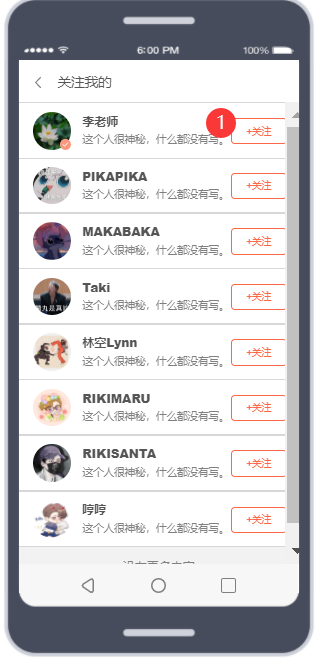 6:00 PM 100%
关注我的
李老师
1
+关注
这个人很神秘，什么都没有写。
PIKAPIKA
+关注
这个人很神秘，什么都没有写。
MAKABAKA
+关注
这个人很神秘，什么都没有写。
Taki
+关注
这个人很神秘，什么都没有写。
林空Lynn
+关注
这个人很神秘，什么都没有写。
RIKIMARU
+关注
这个人很神秘，什么都没有写。
RIKISANTA
+关注
这个人很神秘，什么都没有写。
哼哼
+关注
这个人很神秘，什么都没有写。